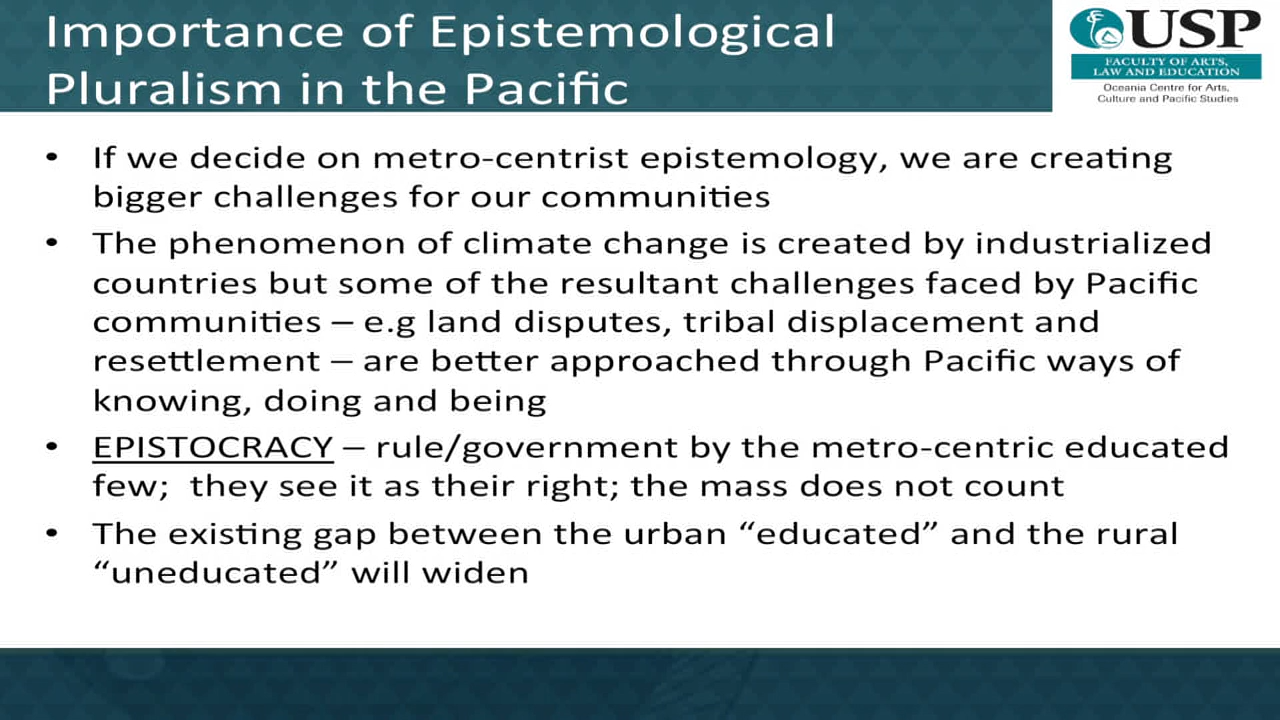 Importance of Epistemological
Pluralism in the Pacific
USP
FACULTY OF ARTS,
LAW AND EDUCATION
Oceania Centre for Arts,
Culture and Pacific Studies
• If we decide on metro-centrist epistemology, we are creating
bigger challenges for our communities
• The phenomenon of climate change is created by industrialized
countries but some of the resultant challenges faced by Pacific
communities – e.g land disputes, tribal displacement and
resettlement – are better approached through Pacific ways of
knowing, doing and being
• EPISTOCRACY – rule/government by the metro-centric educated
few;  they see it as their right; the mass does not count
• The existing gap between the urban “educated” and the rural
“uneducated” will widen